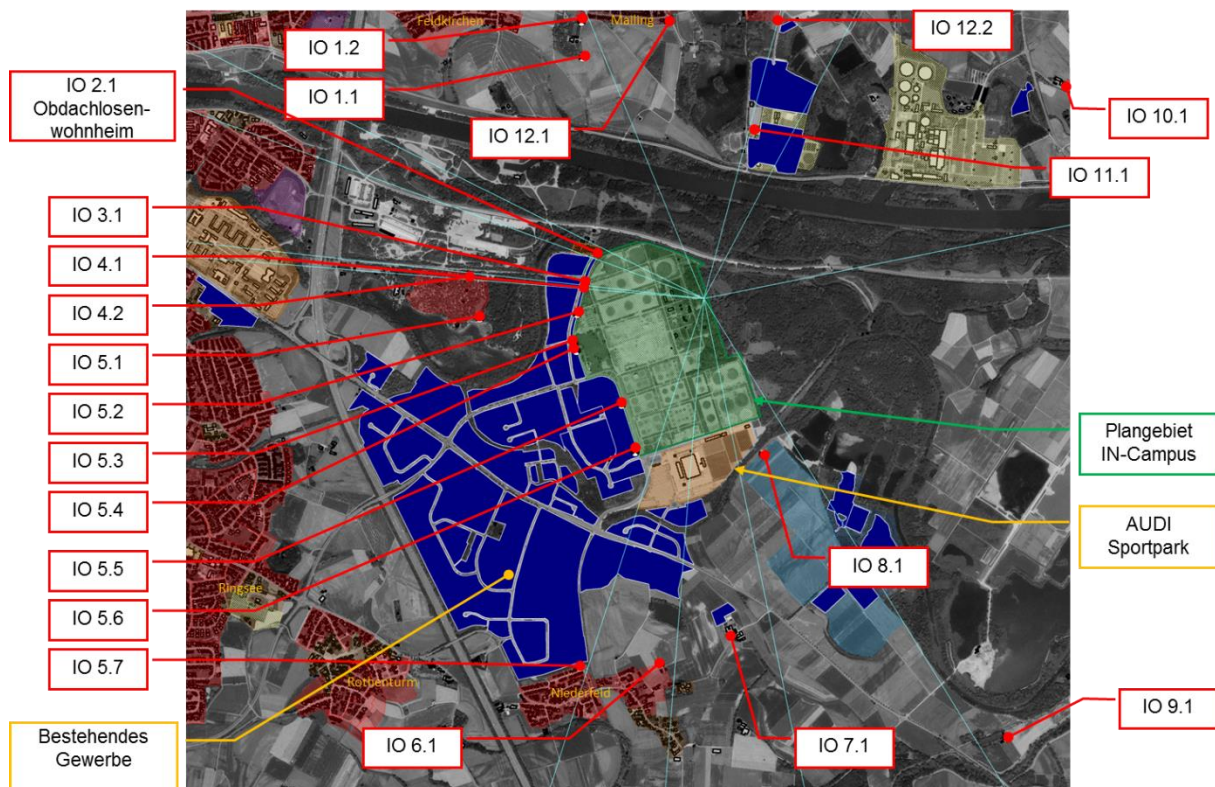 Feldkirchen
Mailing
IO 1.2
IO 12.2
IO 2.1
Obdachlosen-
wohnheim
IO 1.1
IO 10.1
IO 12.1
IO 11.1
IO 3.1
IO 4.1
IO 4.2
IO 5.1
IO 5.2
IO 5.3
IO 5.4
IO 5.5
IO 5.6
IO 5.7
Plangebiet
IN-Campus
AUDI
Sportpark
IO 8.1
Ringsee
Rothenturm
Niederfeld
IO 9.1
Bestehendes
Gewerbe
IO 6.1
IO 7.1